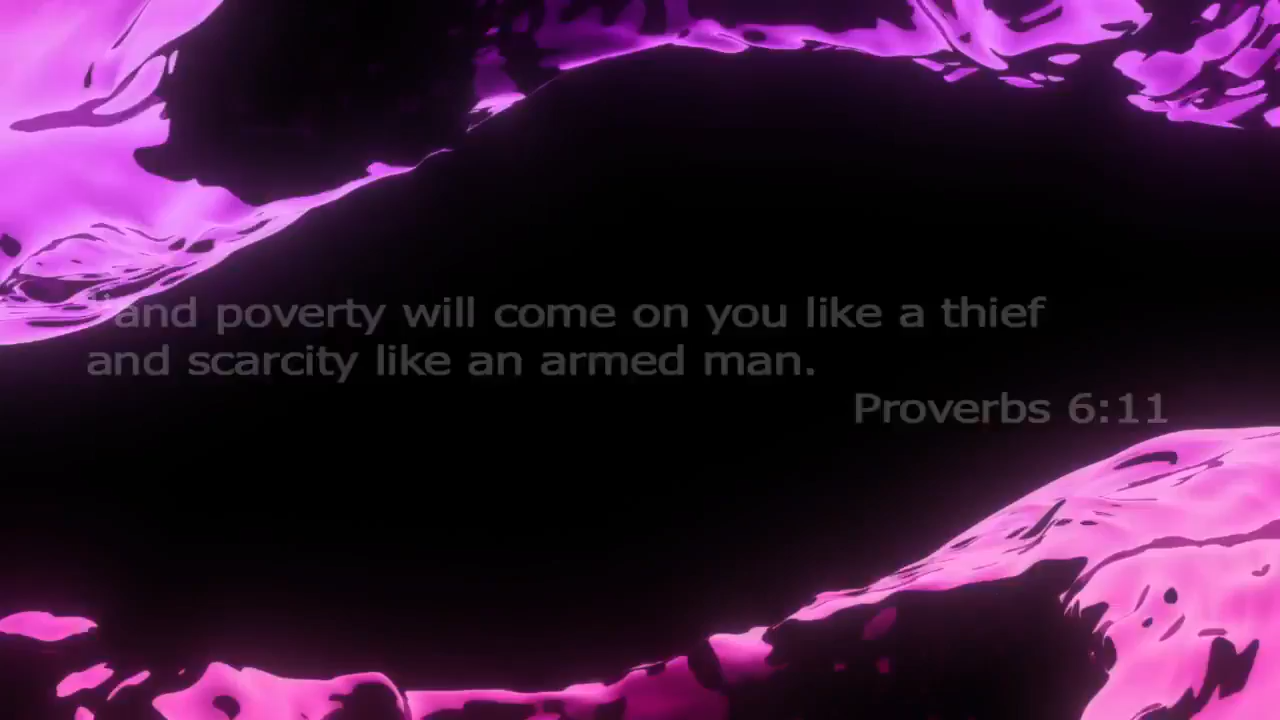 "and poverty will come on you like a thief
and scarcity like an armed man.
Proverbs 6:11